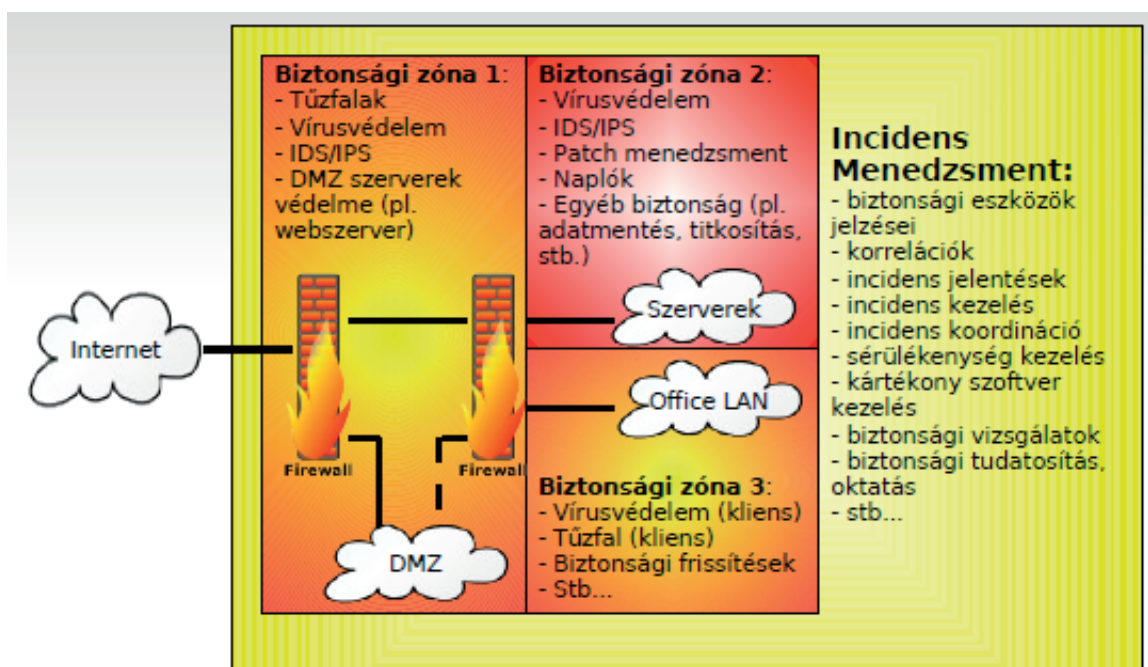 Biztonsági zóna 1:
- Tűzfalak
- Vírusvédelem
- IDS/IPS
- DMZ szerverek
védelme (pl.
webszerver)
Biztonsági zóna 2:
- Vírusvédelem
- IDS/IPS
- Patch menedzsment
- Naplók
- Egyéb biztonság (pl.
adatmentés, titkosítás,
stb.)
Incidens
Menedzsment:
- biztonsági eszközök
jelzései
- korrelációk
- incidens jelentések
- incidens kezelés
- incidens koordináció
- sérülékenység kezelés
- kártékony szoftver
kezelés
- biztonsági vizsgálatok
- biztonsági tudatosítás,
oktatás
- stb...
Internet
Szerverek
Office LAN
Firewall
Firewall
DMZ
Biztonsági zóna 3:
- Vírusvédelem (kliens)
- Tűzfal (kliens)
- Biztonsági frissítések
- Stb...